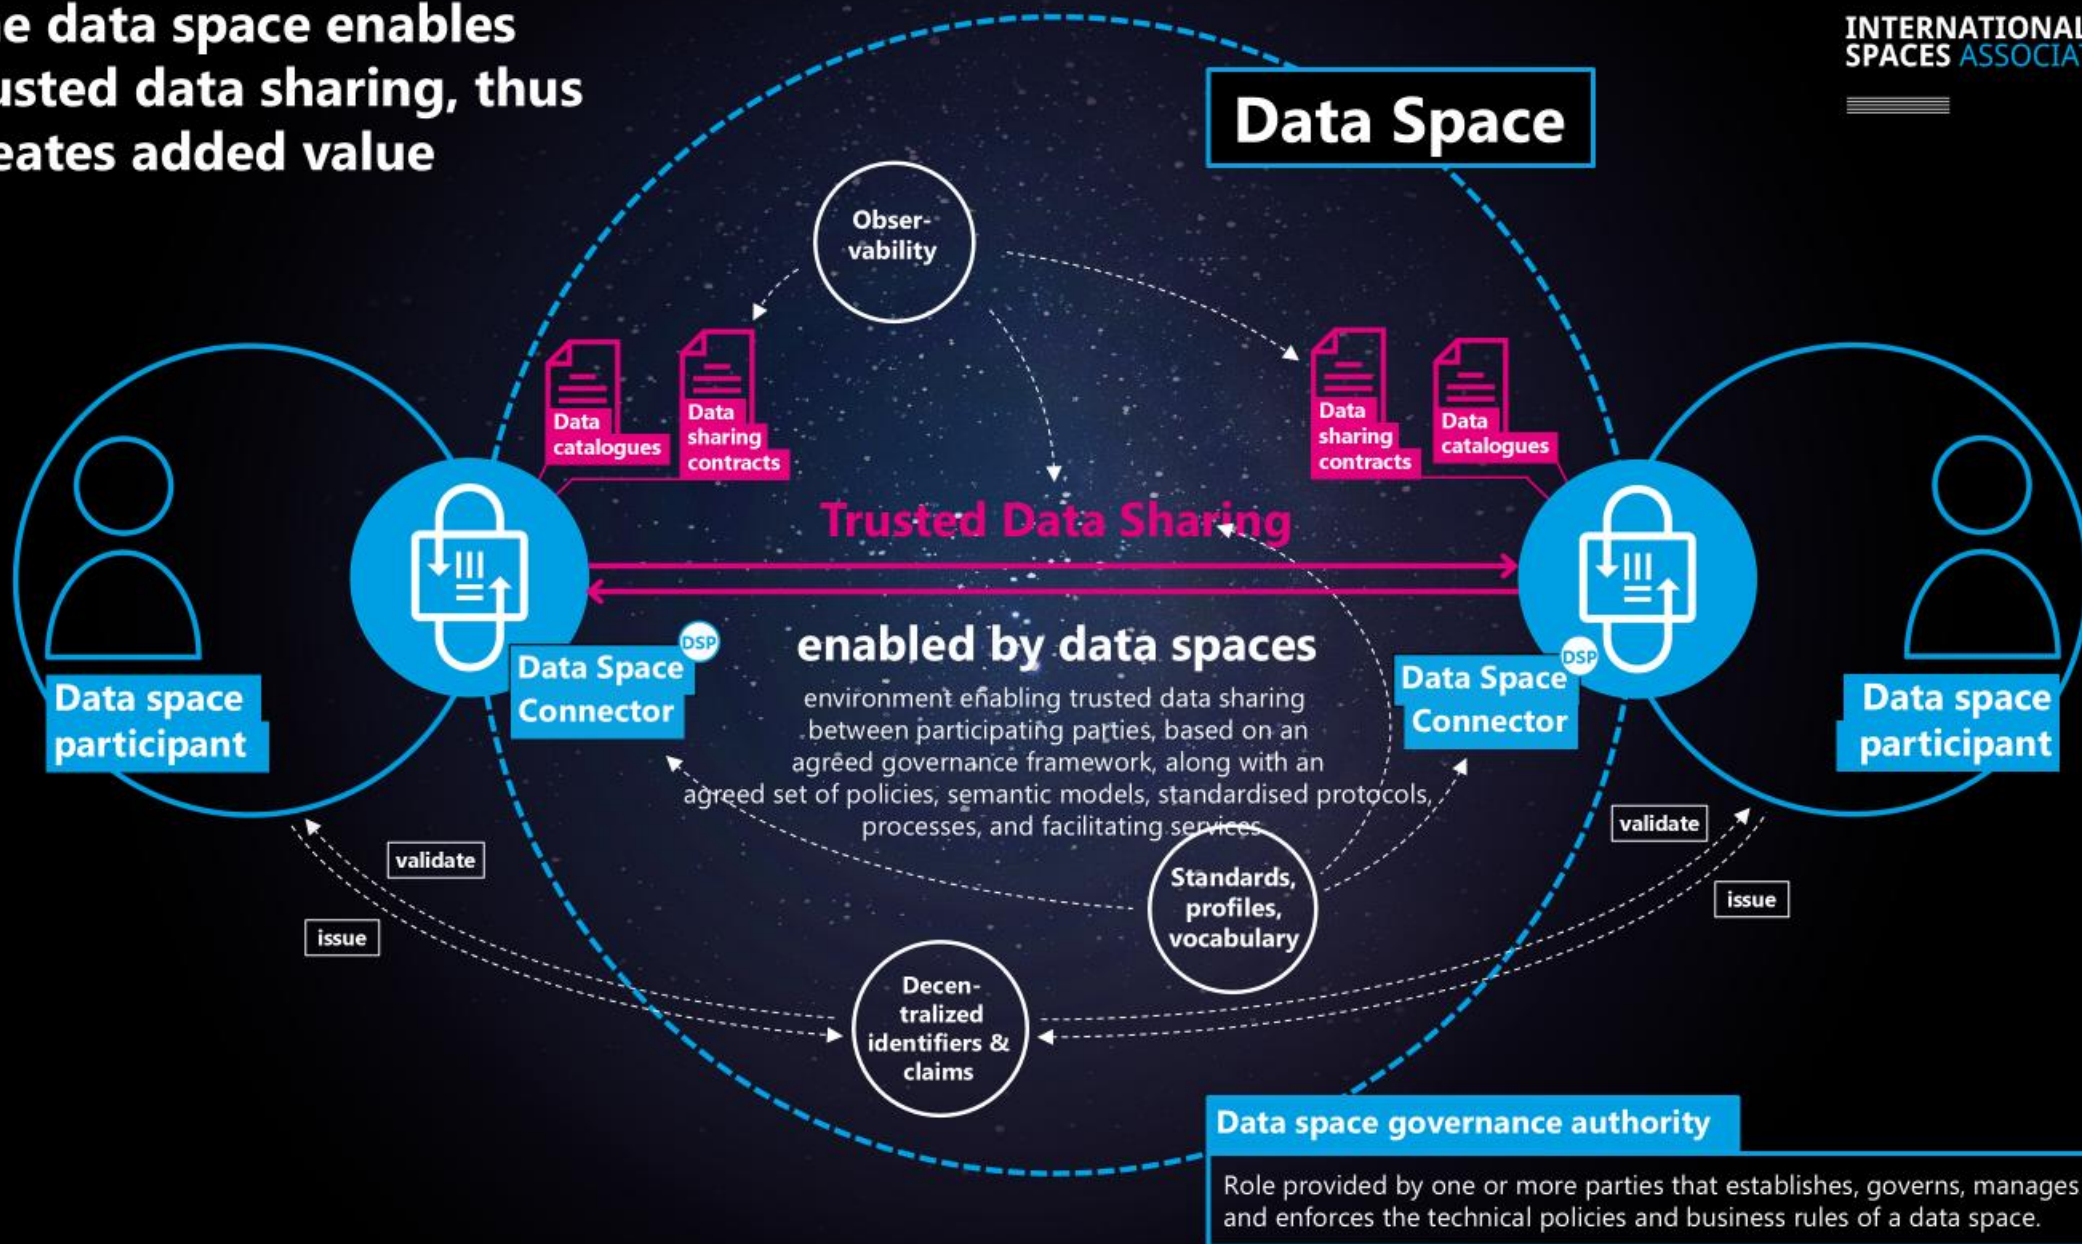 e data space enables
usted data sharing, thus
eates added value
INTERNATIONAL
SPACES ASSOCIA
Data Space
Obser-
vability
Data
catalogues
Data
sharing
contracts
Data
sharing
contracts
Data
catalogues
Trusted Data Sharing
DSP
Data Space
Connector
enabled by data spaces
environment enabling trusted data sharing
between participating parties, based on an
agreed governance framework, along with an
agreed set of policies, semantic models, standardised protocols,
processes, and facilitating services
DSP
Data Space
Connector
Data space
participant
Data space
participant
validate
issue
validate
issue
Standards,
profiles,
vocabulary
Decen-
tralized
identifiers &
claims
Data space governance authority
Role provided by one or more parties that establishes, governs, manages
and enforces the technical policies and business rules of a data space.